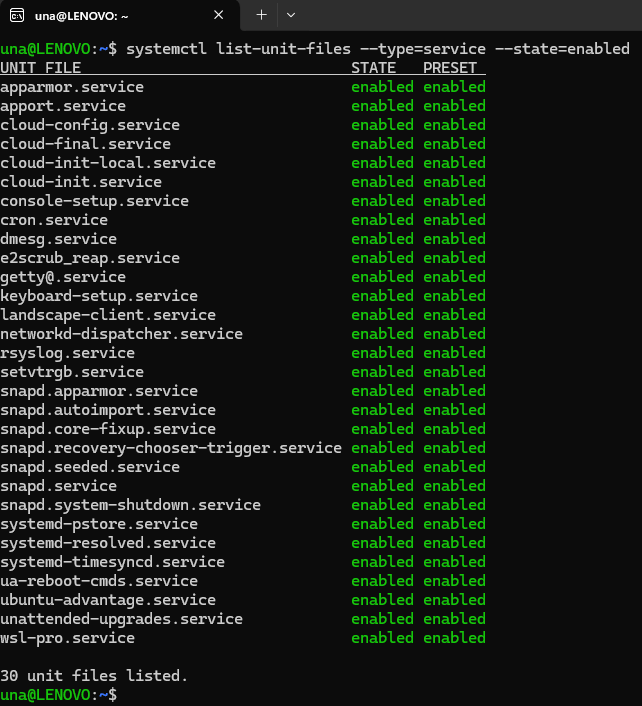 una@LENOVO: ~
una@LENOVO:~$ systemctl list-unit-files --type=service --state=enabled
UNIT FILE                              STATE   PRESET
apparmor.service                       enabled enabled
apport.service                         enabled enabled
cloud-config.service                   enabled enabled
cloud-final.service                    enabled enabled
cloud-init-local.service               enabled enabled
cloud-init.service                     enabled enabled
console-setup.service                  enabled enabled
cron.service                           enabled enabled
dmesg.service                          enabled enabled
e2scrub_reap.service                   enabled enabled
getty@.service                         enabled enabled
keyboard-setup.service                 enabled enabled
landscape-client.service               enabled enabled
networkd-dispatcher.service            enabled enabled
rsyslog.service                        enabled enabled
setvtrgb.service                       enabled enabled
snapd.apparmor.service                 enabled enabled
snapd.autoimport.service               enabled enabled
snapd.core-fixup.service               enabled enabled
snapd.recovery-chooser-trigger.service enabled enabled
snapd.seeded.service                   enabled enabled
snapd.service                          enabled enabled
snapd.system-shutdown.service          enabled enabled
systemd-pstore.service                 enabled enabled
systemd-resolved.service               enabled enabled
systemd-timesyncd.service              enabled enabled
ua-reboot-cmds.service                 enabled enabled
ubuntu-advantage.service               enabled enabled
unattended-upgrades.service            enabled enabled
wsl-pro.service                        enabled enabled
30 unit files listed.
una@LENOVO:~$